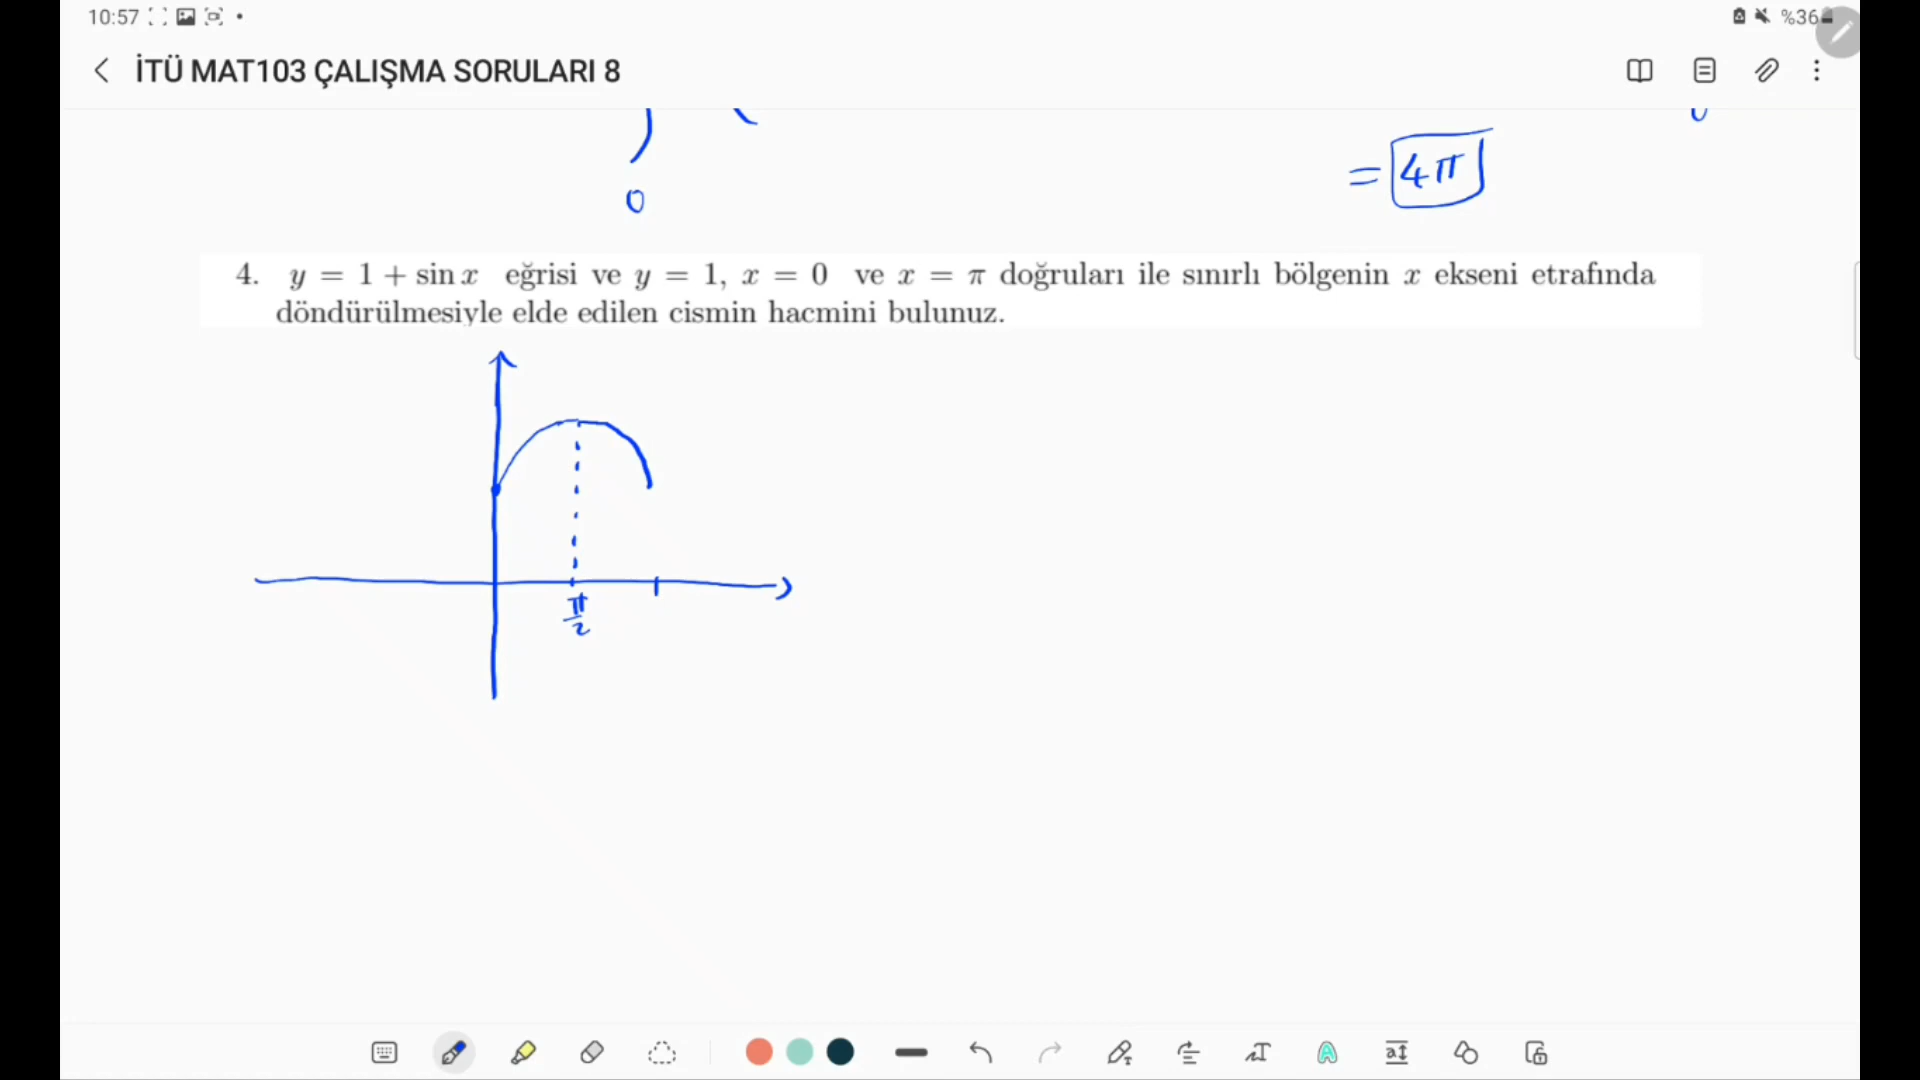 10:57
%36
İTÜ MAT103 ÇALIŞMA SORULARI 8
0
= 4π
4. y = 1 + sin x eğrisi ve y = 1, x = 0 ve x = π doğruları ile sınırlı bölgenin x ekseni etrafında
döndürülmesiyle elde edilen cismin hacmini bulunuz.
π
2